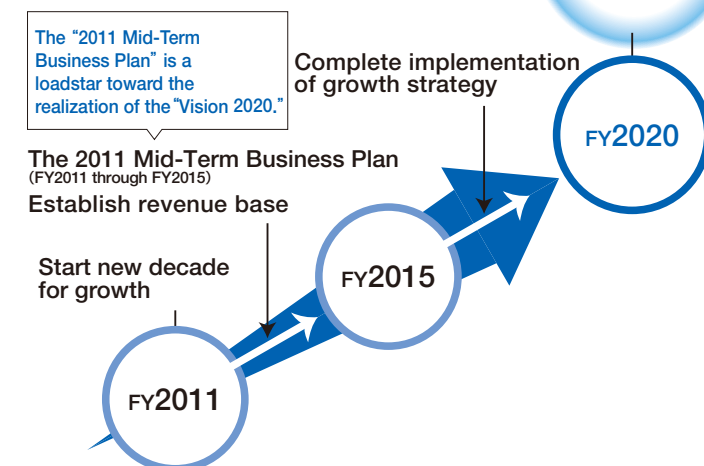 The “2011 Mid-Term
Business Plan” is a
loadstar toward the
realization of the “Vision 2020.”
Complete implementation
of growth strategy
FY2020
The 2011 Mid-Term Business Plan
(FY2011 through FY2015)
Establish revenue base
Start new decade
for growth
FY2015
FY2011